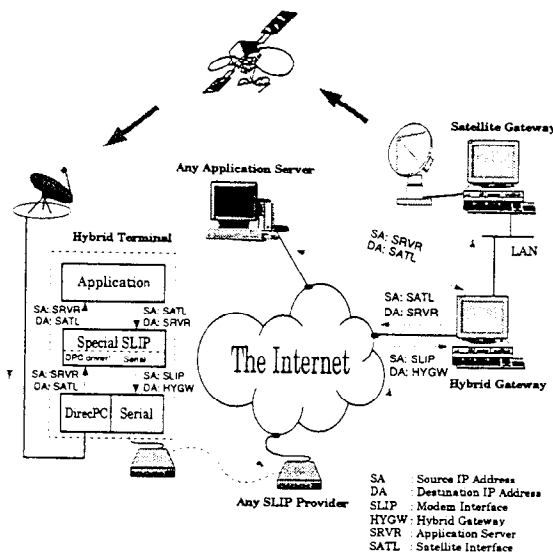 Satellite Gateway
Any Application Server
Hybrid Terminal
LAN
SA: SRVR
DA: SATL
Application
SA: SRVR
DA: SATL
SA: SATL
DA: SRVR
SA: SATL
DA: SRVR
Special SLIP
DPC driver Serial
The Internet
SA: SRVR
DA: SATL
SA: SLIP
DA: HYGW
SA: SLIP
DA: HYGW
Hybrid Gateway
DirecPC Serial
Any SLIP Provider
SA : Source IP Address
DA : Destination IP Address
SLIP : Modem Interface
HYGW : Hybrid Gateway
SRVR : Application Server
SATL : Satellite Interface